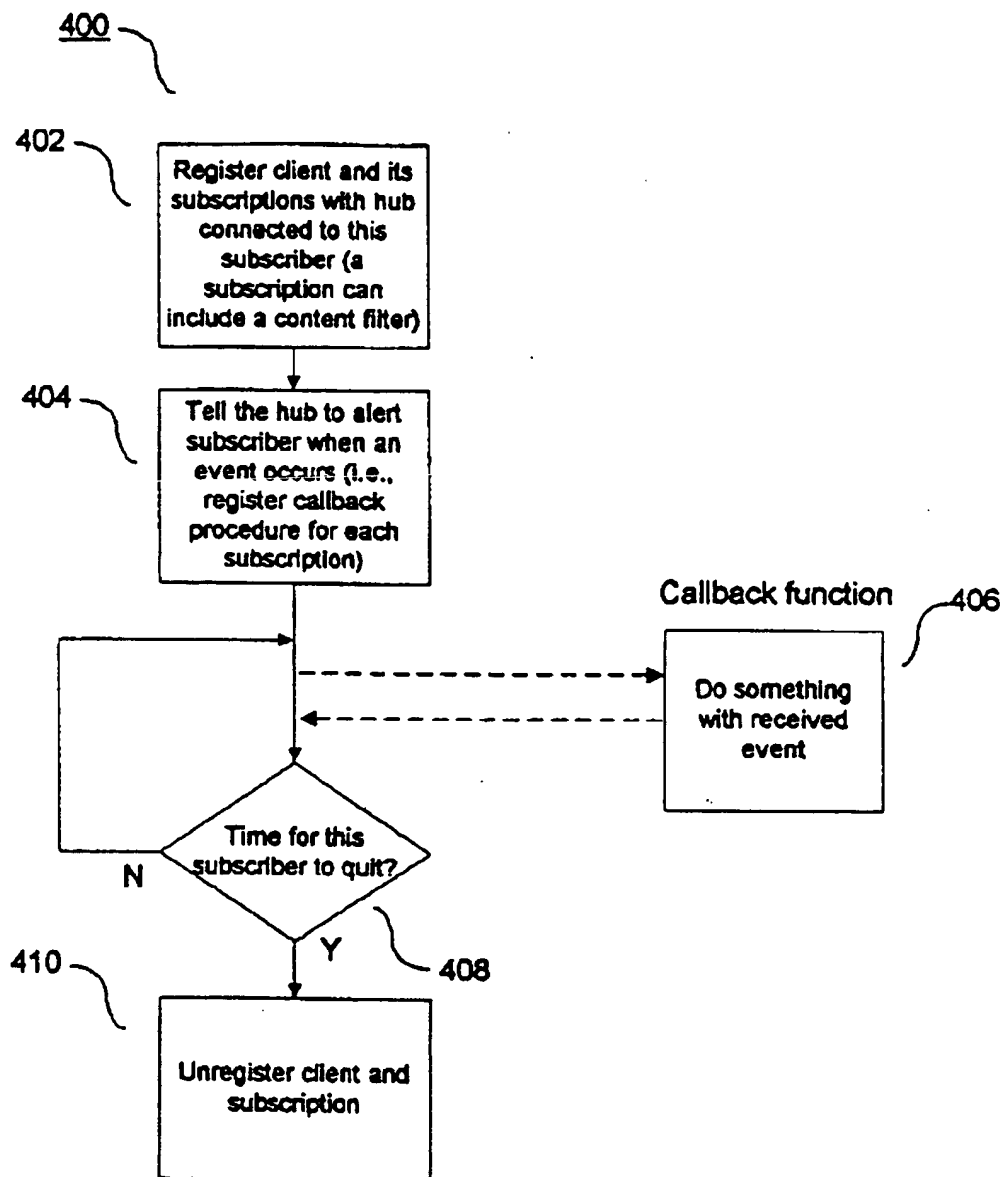 400
402
Register client and its
subscriptions with hub
connected to this
subscriber (a
subscription can
include a content filter)
404
Tell the hub to alert
subscriber when an
event occurs (i.e.,
register callback
procedure for each
subscription)
Callback function
406
Do something
with received
event
Time for this
subscriber to quit?
N
Y
408
410
Unregister client and
subscription